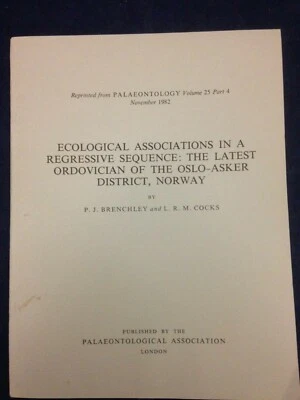 Reprinted from PALAEONTOLOGY Volume 25 Part 4
November 1982
ECOLOGICAL ASSOCIATIONS IN A
REGRESSIVE SEQUENCE: THE LATEST
ORDOVICIAN OF THE OSLO–ASKER
DISTRICT, NORWAY
BY
P. J. BRENCHLEY and L. R. M. COCKS
PUBLISHED BY THE
PALAEONTOLOGICAL ASSOCIATION
LONDON